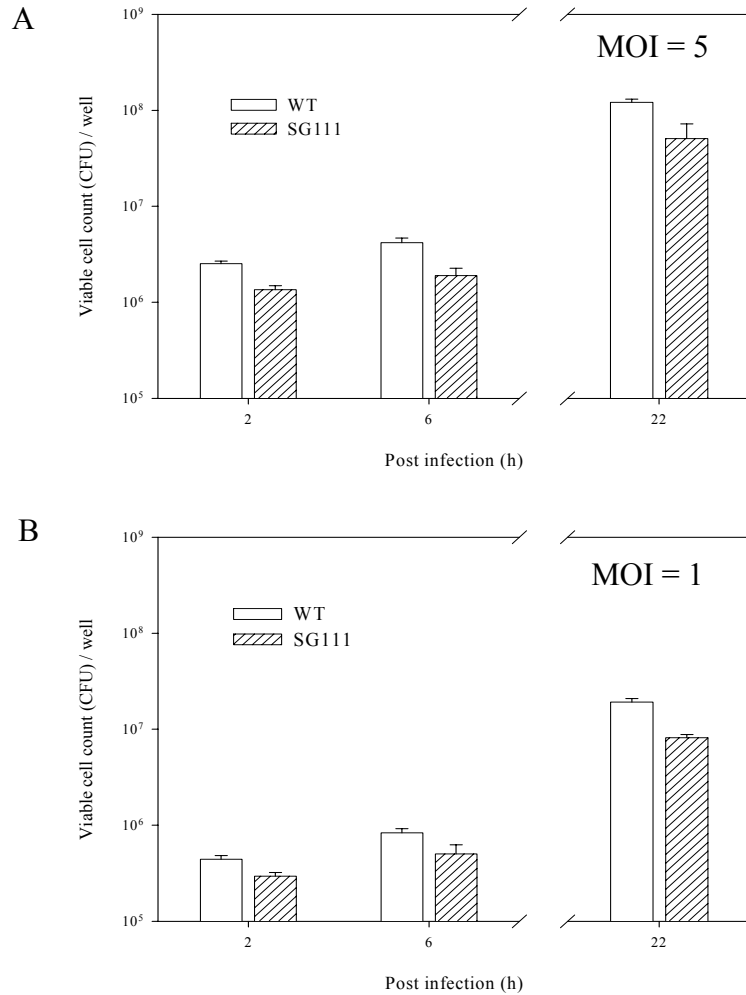 A
MOI = 5
Viable cell count (CFU) / well
10⁹
10⁸
10⁷
10⁶
10⁵
WT
SG111
2
6
22
Post infection (h)
B
MOI = 1
Viable cell count (CFU) / well
10⁹
10⁸
10⁷
10⁶
10⁵
WT
SG111
2
6
22
Post infection (h)